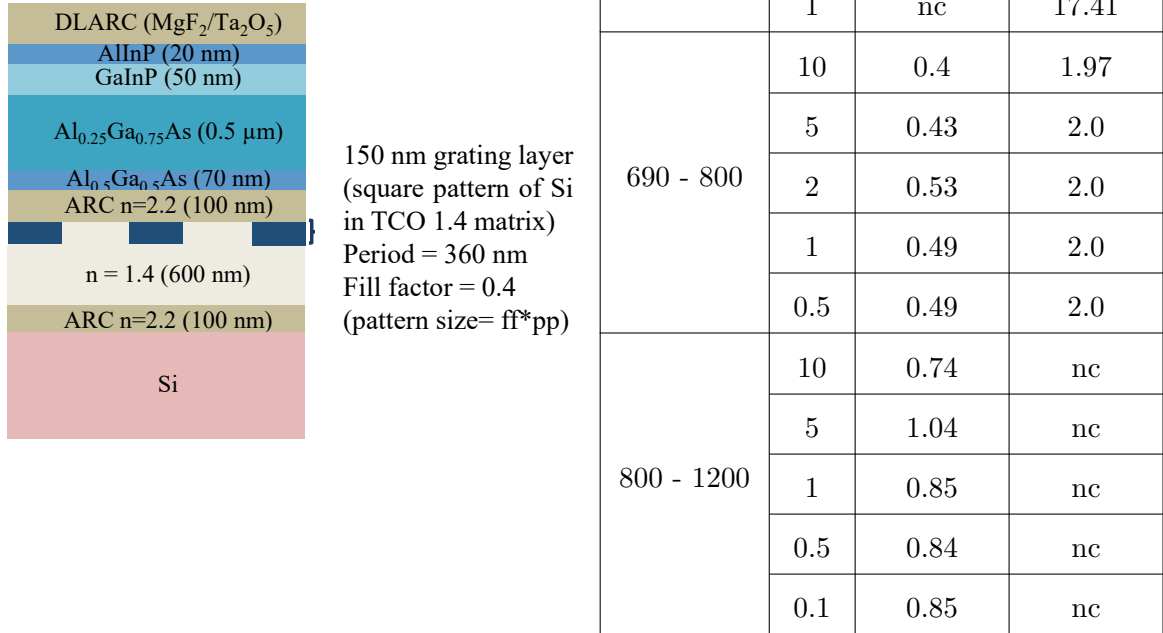 DLARC (MgF₂/Ta₂O₅)
AlInP (20 nm)
GaInP (50 nm)
Al₀.₂₅Ga₀.₇₅As (0.5 µm)
Al₀.₅Ga₀.₅As (70 nm)
ARC n=2.2 (100 nm)
n = 1.4 (600 nm)
ARC n=2.2 (100 nm)
Si
150 nm grating layer
(square pattern of Si
in TCO 1.4 matrix)
Period = 360 nm
Fill factor = 0.4
(pattern size= ff*pp)
1 nc 17.41
690 - 800
10 0.4 1.97
5 0.43 2.0
2 0.53 2.0
1 0.49 2.0
0.5 0.49 2.0
800 - 1200
10 0.74 nc
5 1.04 nc
1 0.85 nc
0.5 0.84 nc
0.1 0.85 nc